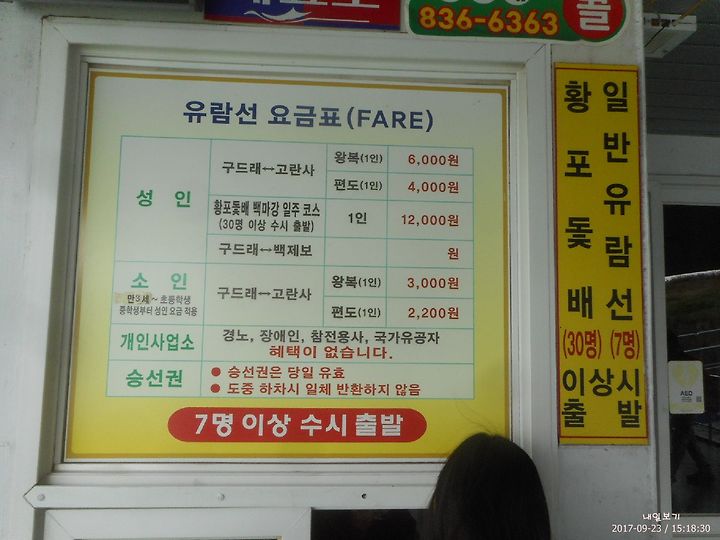 836-6363
콜
유람선 요금표(FARE)
성 인
구드래↔고란사
왕복(1인) 6,000원
편도(1인) 4,000원
황포돛배 백마강 일주 코스
(30명 이상 수시 출발)
1인 12,000원
구드래↔백제보 원
소 인
만3세~초등학생
중학생부터 성인 요금 적용
구드래↔고란사
왕복(1인) 3,000원
편도(1인) 2,200원
개인사업소
경노, 장애인, 참전용사, 국가유공자
혜택이 없습니다.
승선권
● 승선권은 당일 유효
● 도중 하차시 일체 반환하지 않음
7명 이상 수시 출발
황포돛배
(30명)
일반유람선
(7명)
이상시
출발
AED
내일보기
2017-09-23 / 15:18:30